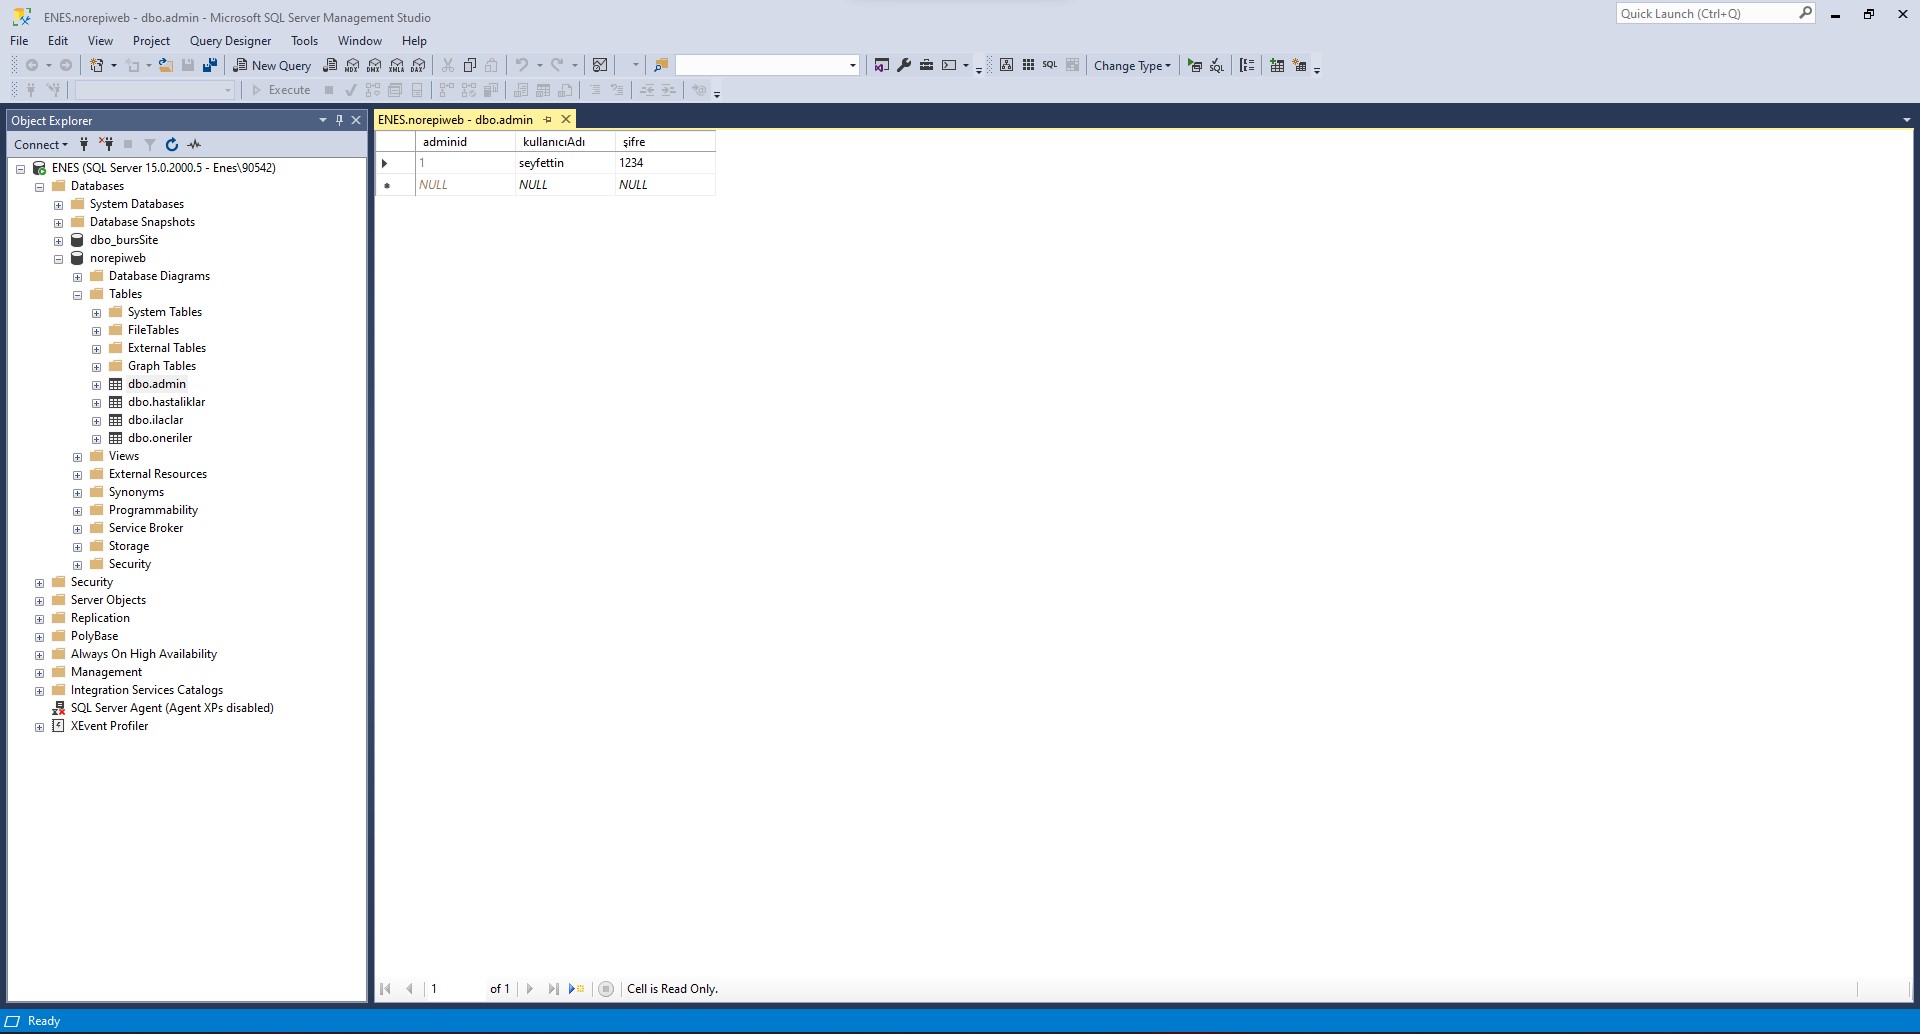 ENES.norepiweb - dbo.admin - Microsoft SQL Server Management Studio
Quick Launch (Ctrl+Q)
File Edit View Project Query Designer Tools Window Help
New Query MDX DMX XMLA DAX SQL Change Type SQL
Execute
Object Explorer
Connect
ENES (SQL Server 15.0.2000.5 - Enes\90542)
Databases
System Databases
Database Snapshots
dbo_bursSite
norepiweb
Database Diagrams
Tables
System Tables
FileTables
External Tables
Graph Tables
dbo.admin
dbo.hastaliklar
dbo.ilaclar
dbo.oneriler
Views
External Resources
Synonyms
Programmability
Service Broker
Storage
Security
Security
Server Objects
Replication
PolyBase
Always On High Availability
Management
Integration Services Catalogs
SQL Server Agent (Agent XPs disabled)
XEvent Profiler
ENES.norepiweb - dbo.admin
adminid kullanıcıAdı şifre
1 seyfettin 1234
NULL NULL NULL
1 of 1 Cell is Read Only.
Ready